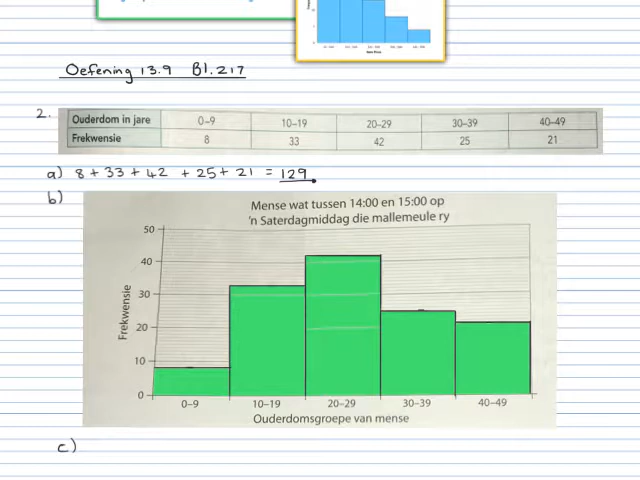 Oefening 13.9 Bl.217
2.
Ouderdom in jare 0–9 10–19 20–29 30–39 40–49
Frekwensie 8 33 42 25 21
a) 8 + 33 + 42 + 25 + 21 = 129.
b)
Mense wat tussen 14:00 en 15:00 op
'n Saterdagmiddag die mallemeule ry
50
40
30
20
10
0
Frekwensie
0–9 10–19 20–29 30–39 40–49
Ouderdomsgroepe van mense
c)